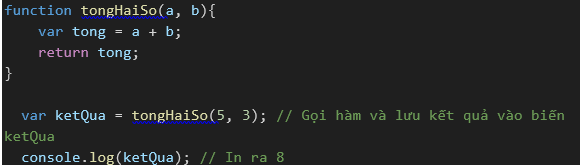 function tongHaiSo(a, b){
var tong = a + b;
return tong;
}
var ketQua = tongHaiSo(5, 3); // Gọi hàm và lưu kết quả vào biến
ketQua
console.log(ketQua); // In ra 8